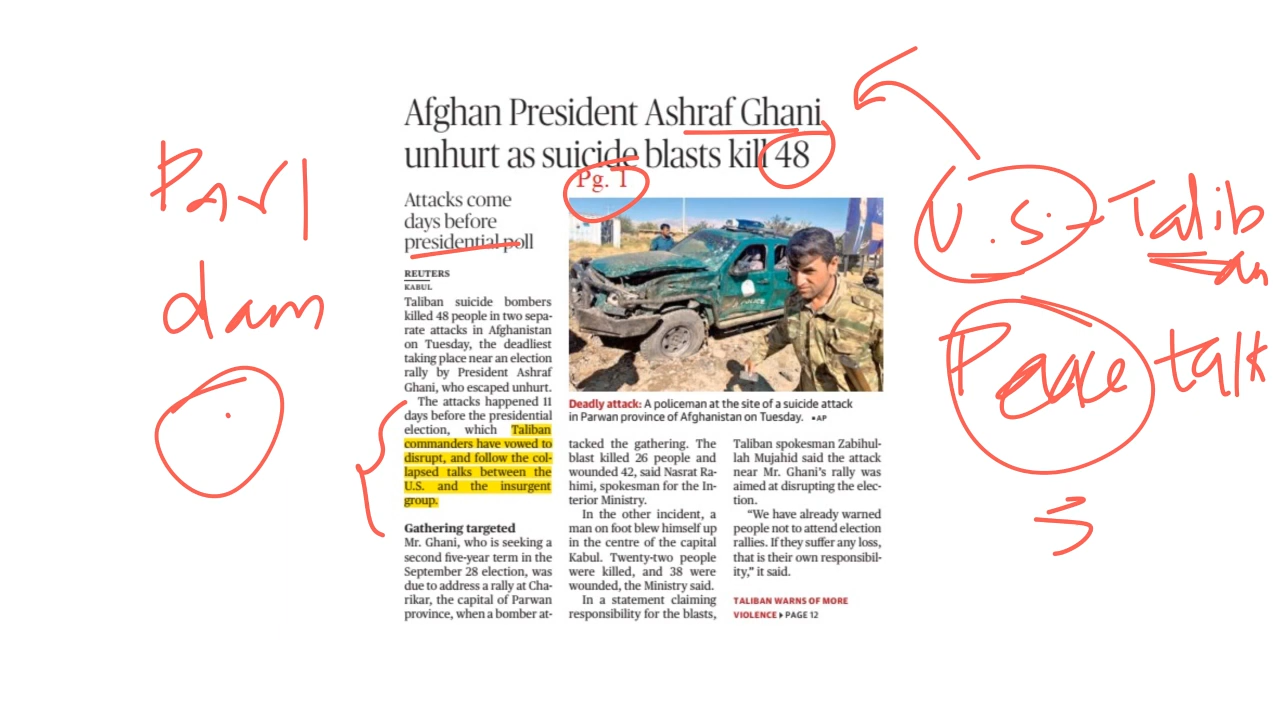 Afghan President Ashraf Ghani
unhurt as suicide blasts kill 48
Pg. 1
Attacks come
days before
presidential poll
REUTERS
KABUL
Taliban suicide bombers
killed 48 people in two sepa-
rate attacks in Afghanistan
on Tuesday, the deadliest
taking place near an election
rally by President Ashraf
Ghani, who escaped unhurt.
The attacks happened 11
days before the presidential
election, which Taliban
commanders have vowed to
disrupt, and follow the col-
lapsed talks between the
U.S. and the insurgent
group.
Gathering targeted
Mr. Ghani, who is seeking a
second five-year term in the
September 28 election, was
due to address a rally at Cha-
rikar, the capital of Parwan
province, when a bomber at-
Deadly attack: A policeman at the site of a suicide attack
in Parwan province of Afghanistan on Tuesday. •AP
tacked the gathering. The
blast killed 26 people and
wounded 42, said Nasrat Ra-
himi, spokesman for the In-
terior Ministry.
In the other incident, a
man on foot blew himself up
in the centre of the capital
Kabul. Twenty-two people
were killed, and 38 were
wounded, the Ministry said.
In a statement claiming
responsibility for the blasts,
Taliban spokesman Zabihul-
lah Mujahid said the attack
near Mr. Ghani's rally was
aimed at disrupting the elec-
tion.
"We have already warned
people not to attend election
rallies. If they suffer any loss,
that is their own responsibil-
ity," it said.
TALIBAN WARNS OF MORE
VIOLENCE ▸ PAGE 12
Parl
dam
U.S. - Talib
an
Peace talk